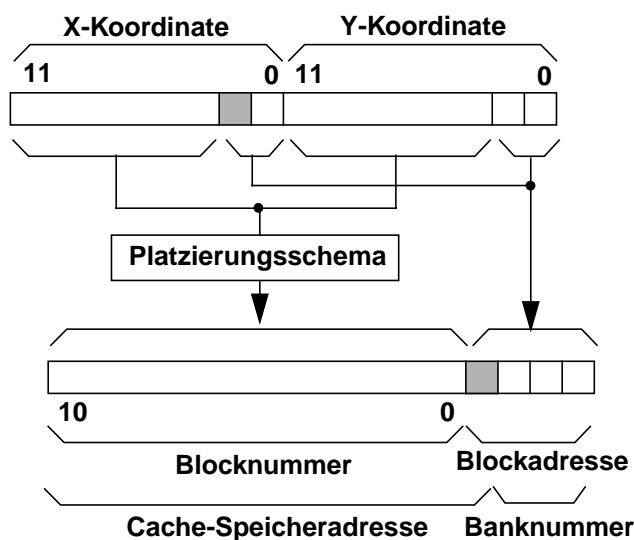 X-Koordinate Y-Koordinate
11 0 11 0
Platzierungsschema
10 0
Blocknummer Blockadresse
Cache-Speicheradresse Banknummer